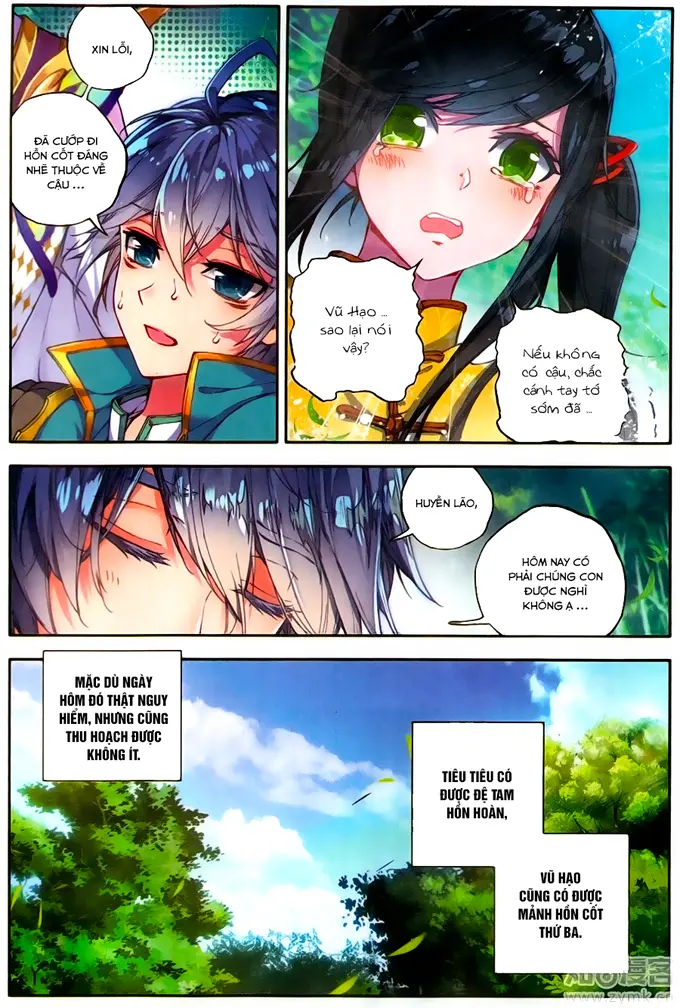 XIN LỖI,
ĐÃ CƯỚP ĐI
HỒN CỐT ĐÁNG
NHẼ THUỘC VỀ
CẬU ...
Vũ Hạo ...
sao lại nói
vậy?
Nếu không
có cậu, chắc
cánh tay tớ
sớm đã ...
HUYỀN LÃO,
HÔM NAY CÓ
PHẢI CHÚNG CON
ĐƯỢC NGHỈ
KHÔNG Ạ ...
MẶC DÙ NGÀY
HÔM ĐÓ THẬT NGUY
HIỂM, NHƯNG CŨNG
THU HOẠCH ĐƯỢC
KHÔNG ÍT.
TIÊU TIÊU CÓ
ĐƯỢC ĐỆ TAM
HỒN HOÀN,
VŨ HẠO
CŨNG CÓ ĐƯỢC
MẢNH HỒN CỐT
THỨ BA.
www.zymk.cn